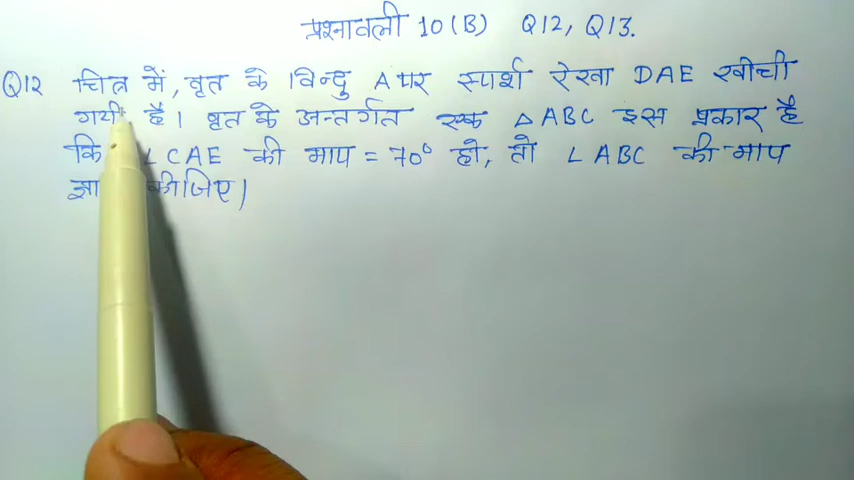 प्रश्नावली 10(B) Q12, Q13.
Q12 चित्र में, वृत के बिन्दु A पर स्पर्श रेखा DAE खींची
गयी है। वृत के अन्तर्गत एक △ABC इस प्रकार है
कि ∠CAE की माप = 70° हो, तो ∠ABC की माप
कीजिए।